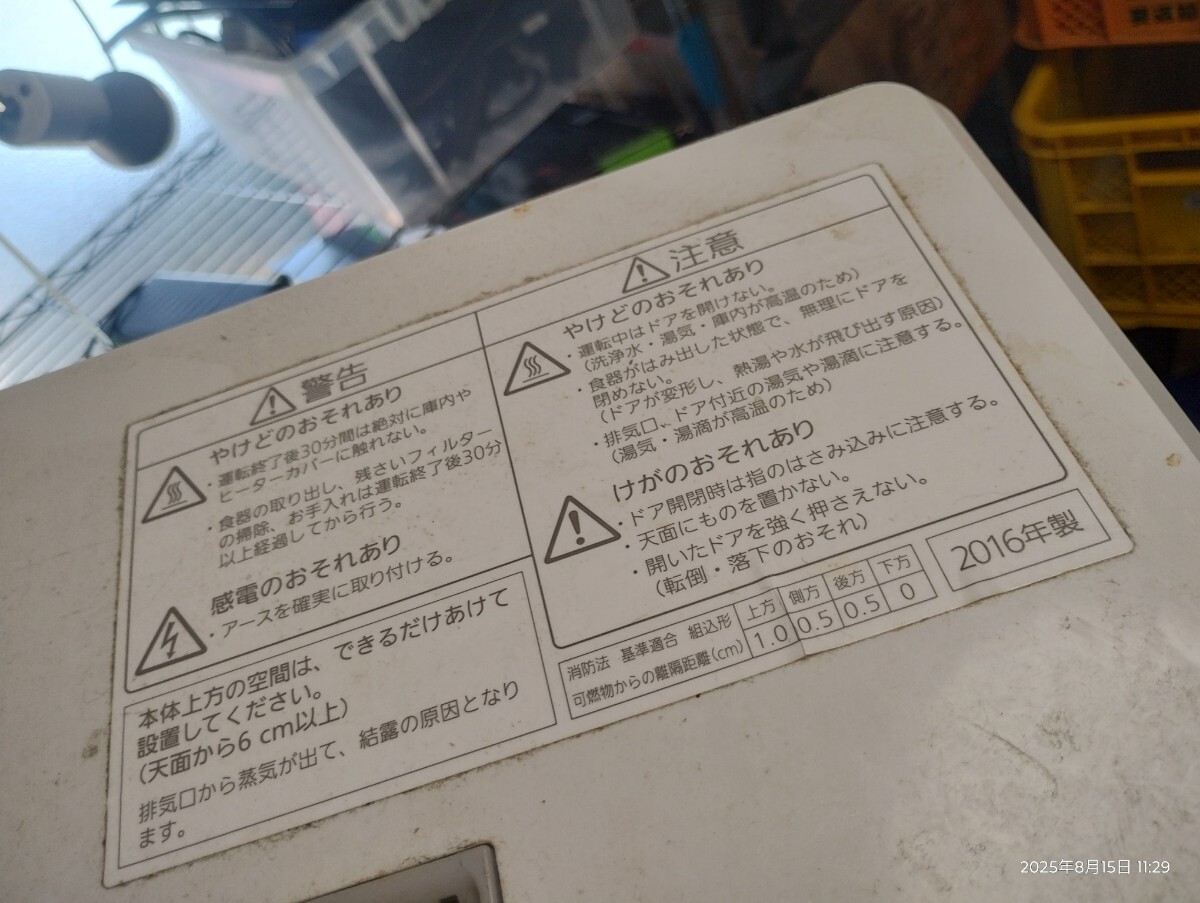 警告
やけどのおそれあり
・運転終了後30分間は絶対に庫内や
ヒーターカバーに触れない。
・食器の取り出し、残さいフィルター
の掃除、お手入れは運転終了後30分
以上経過してから行う。
感電のおそれあり
・アースを確実に取り付ける。
本体上方の空間は、できるだけあけて
設置してください。
(天面から6 cm以上)
排気口から蒸気が出て、結露の原因となり
ます。
注意
やけどのおそれあり
・運転中はドアを開けない。
(洗浄水・湯気・庫内が高温のため)
・食器がはみ出した状態で、無理にドアを
閉めない。
(ドアが変形し、熱湯や水が飛び出す原因)
・排気口、ドア付近の湯気や湯滴に注意する。
(湯気・湯滴が高温のため)
けがのおそれあり
・ドア開閉時は指のはさみ込みに注意する。
・天面にものを置かない。
・開いたドアを強く押さえない。
(転倒・落下のおそれ)
消防法 基準適合 組込形
可燃物からの離隔距離(cm)
上方 側方 後方 下方
1.0 0.5 0.5 0
2016年製
2025年8月15日 11:29